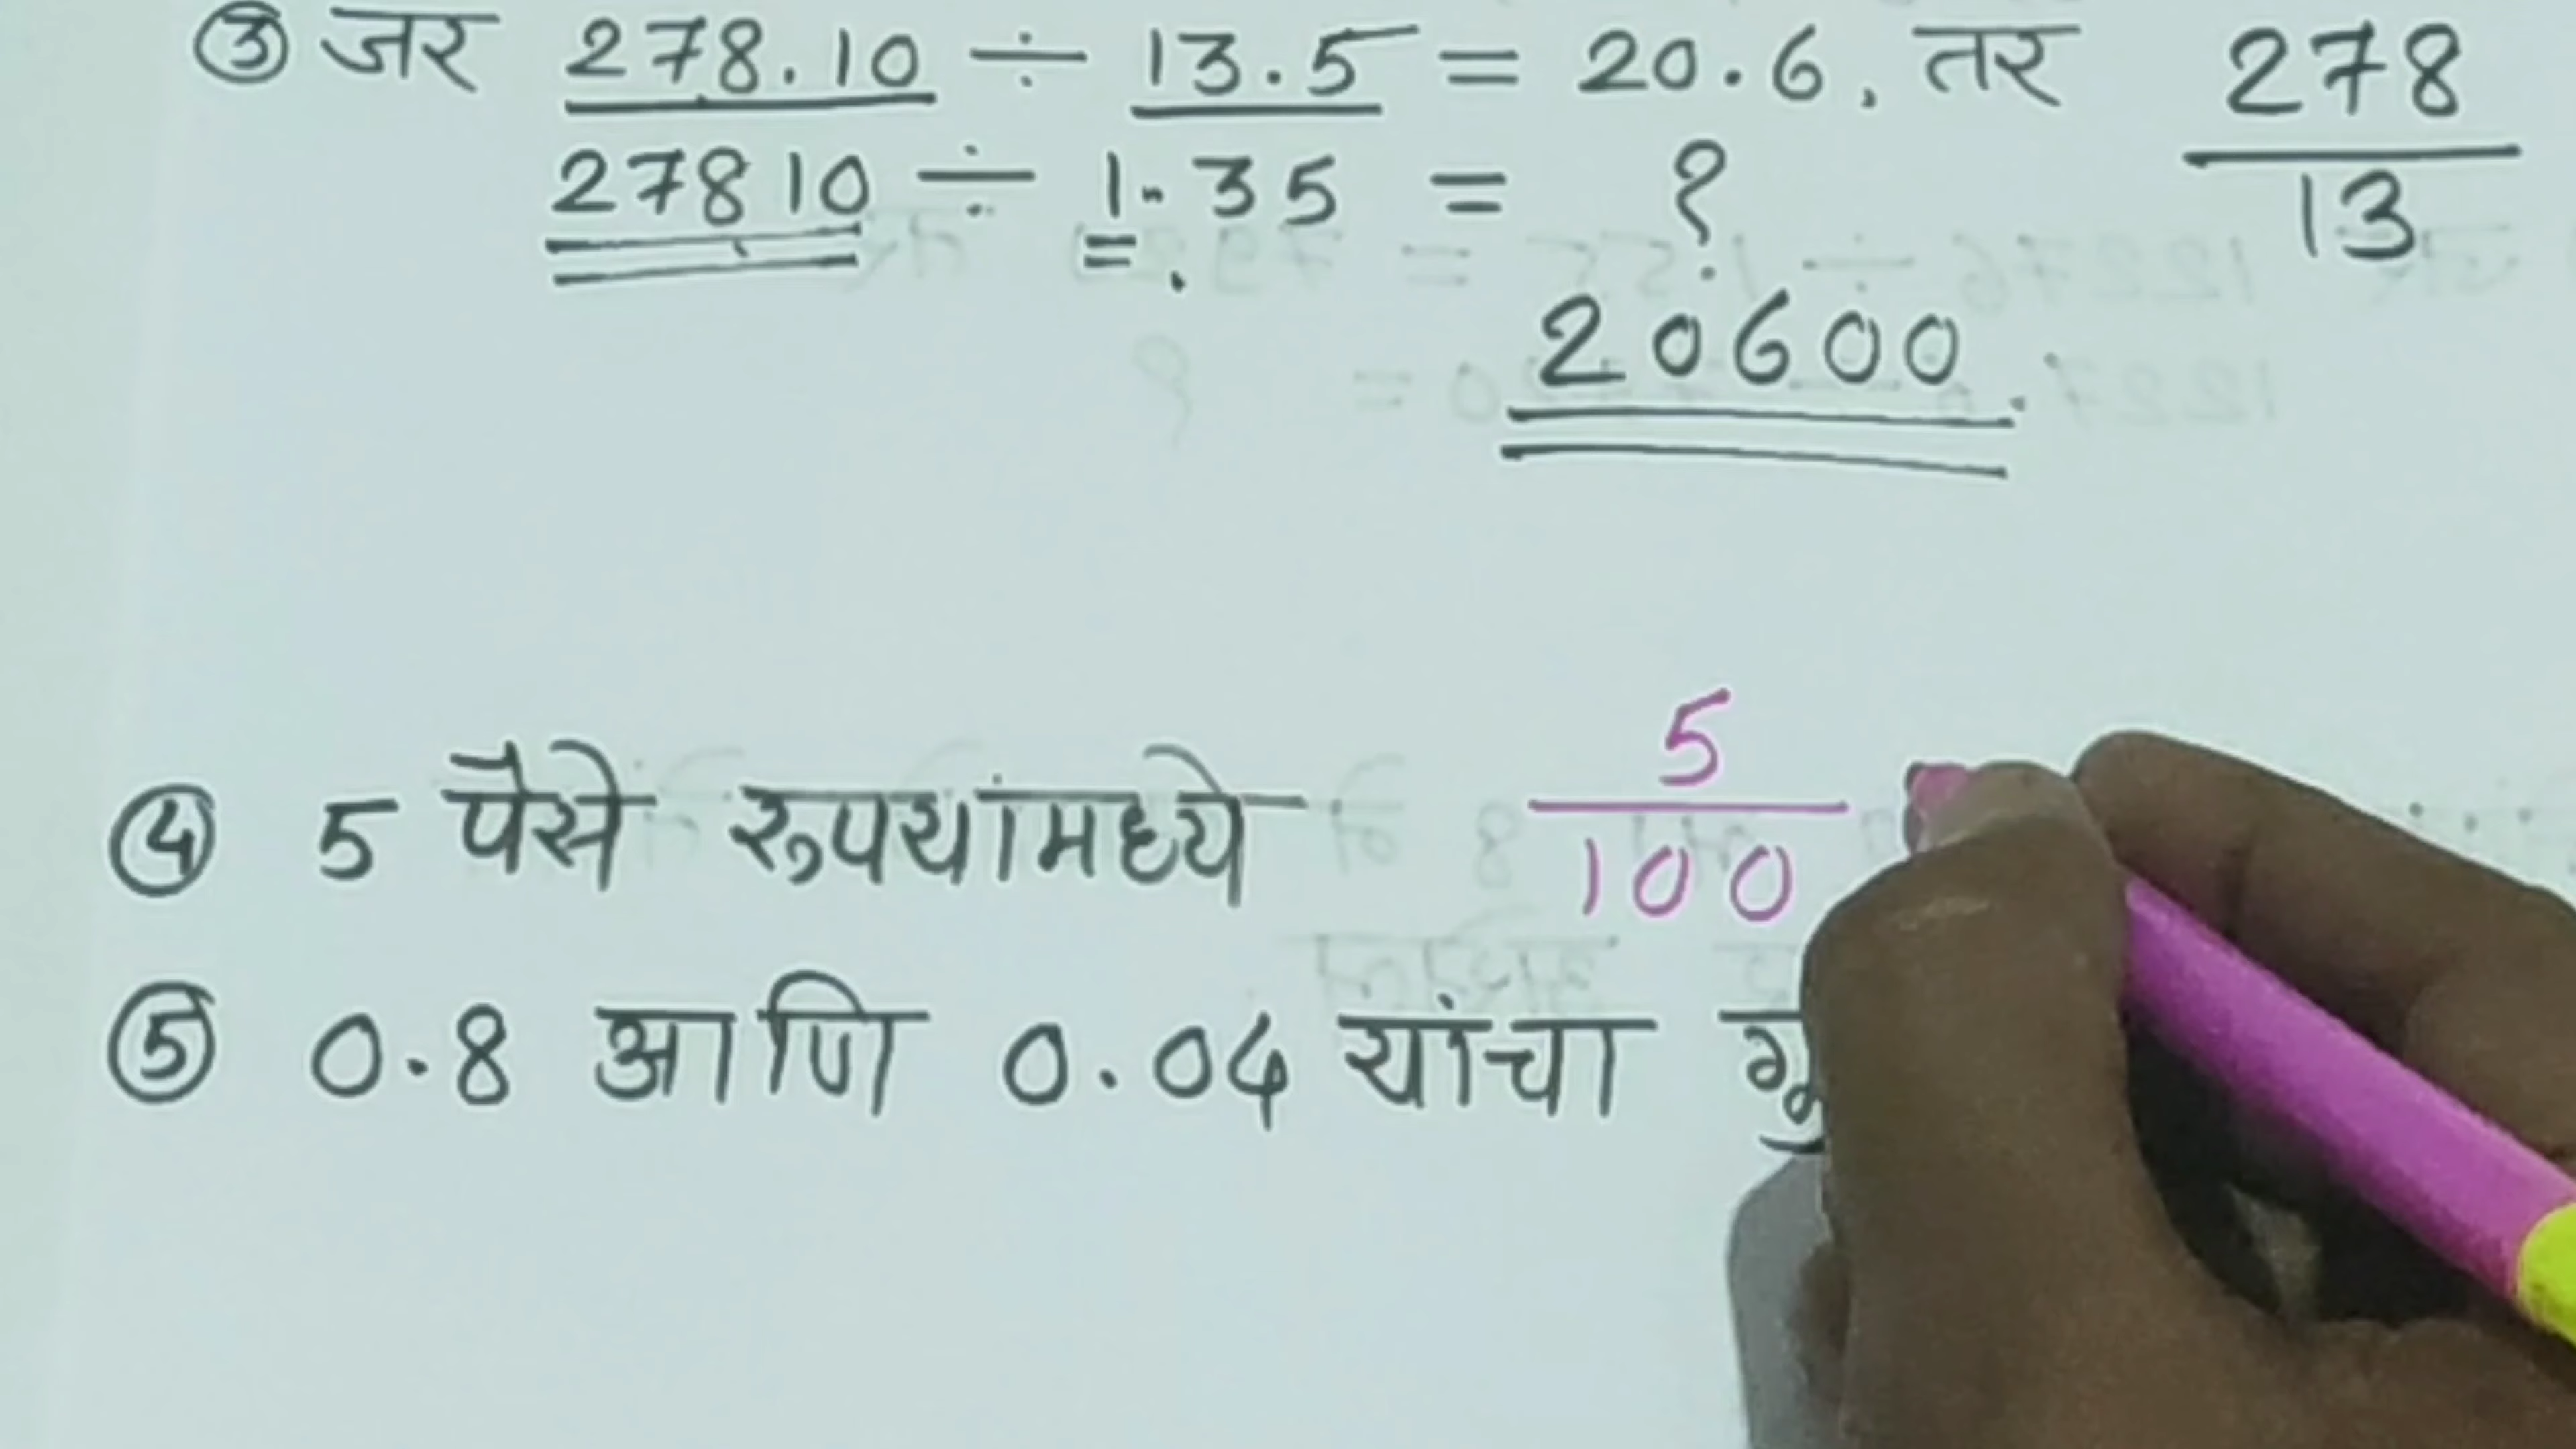 ③ जर 278.10 ÷ 13.5 = 20.6, तर 278/13
27810 ÷ 1.35 = ?
20600
④ 5 पैसे रूपयांमध्ये 5/100
⑤ 0.8 आणि 0.04 यांचा